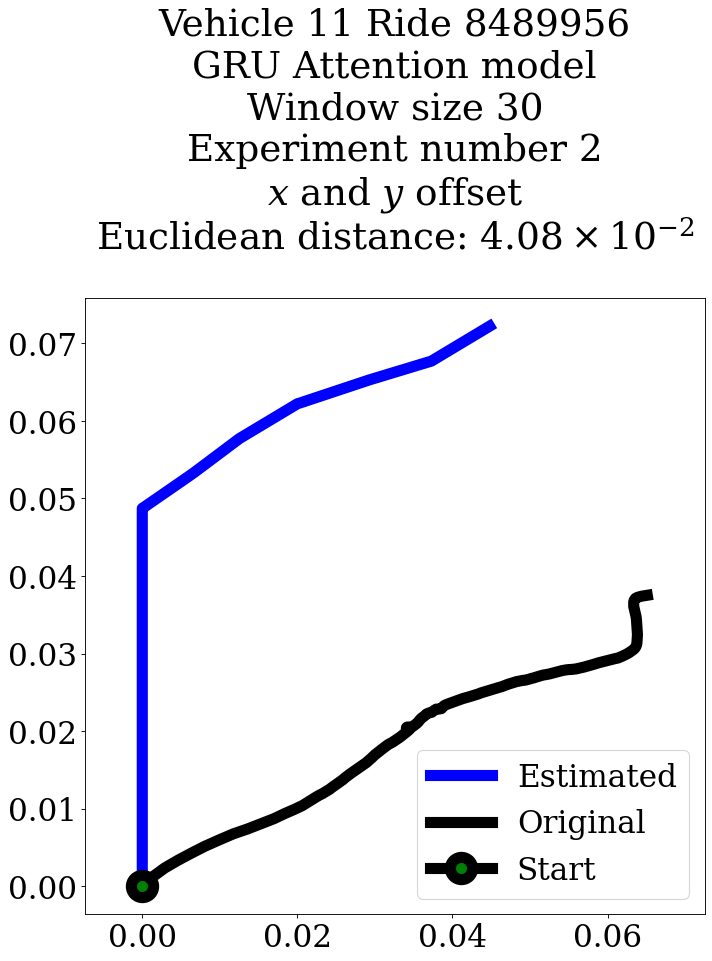 Vehicle 11 Ride 8489956
GRU Attention model
Window size 30
Experiment number 2
x and y offset
Euclidean distance: 4.08 × 10⁻²
0.07
0.06
0.05
0.04
0.03
0.02
0.01
0.00
Estimated
Original
Start
0.00 0.02 0.04 0.06